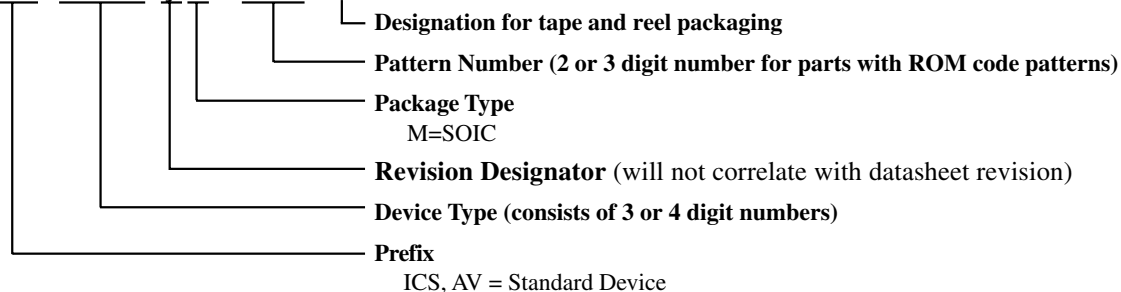 Designation for tape and reel packaging
Pattern Number (2 or 3 digit number for parts with ROM code patterns)
Package Type
M=SOIC
Revision Designator (will not correlate with datasheet revision)
Device Type (consists of 3 or 4 digit numbers)
Prefix
ICS, AV = Standard Device